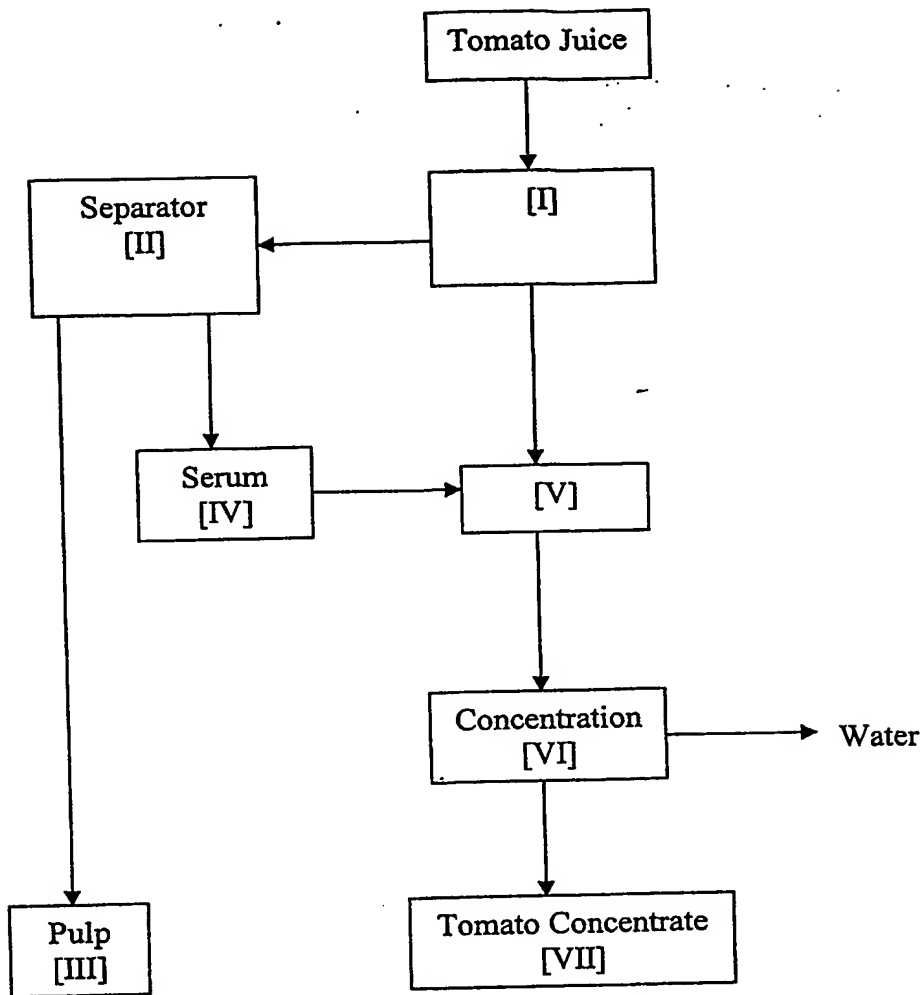 Tomato Juice
[I]
Separator
[II]
Serum
[IV]
[V]
Concentration
[VI]
Water
Pulp
[III]
Tomato Concentrate
[VII]